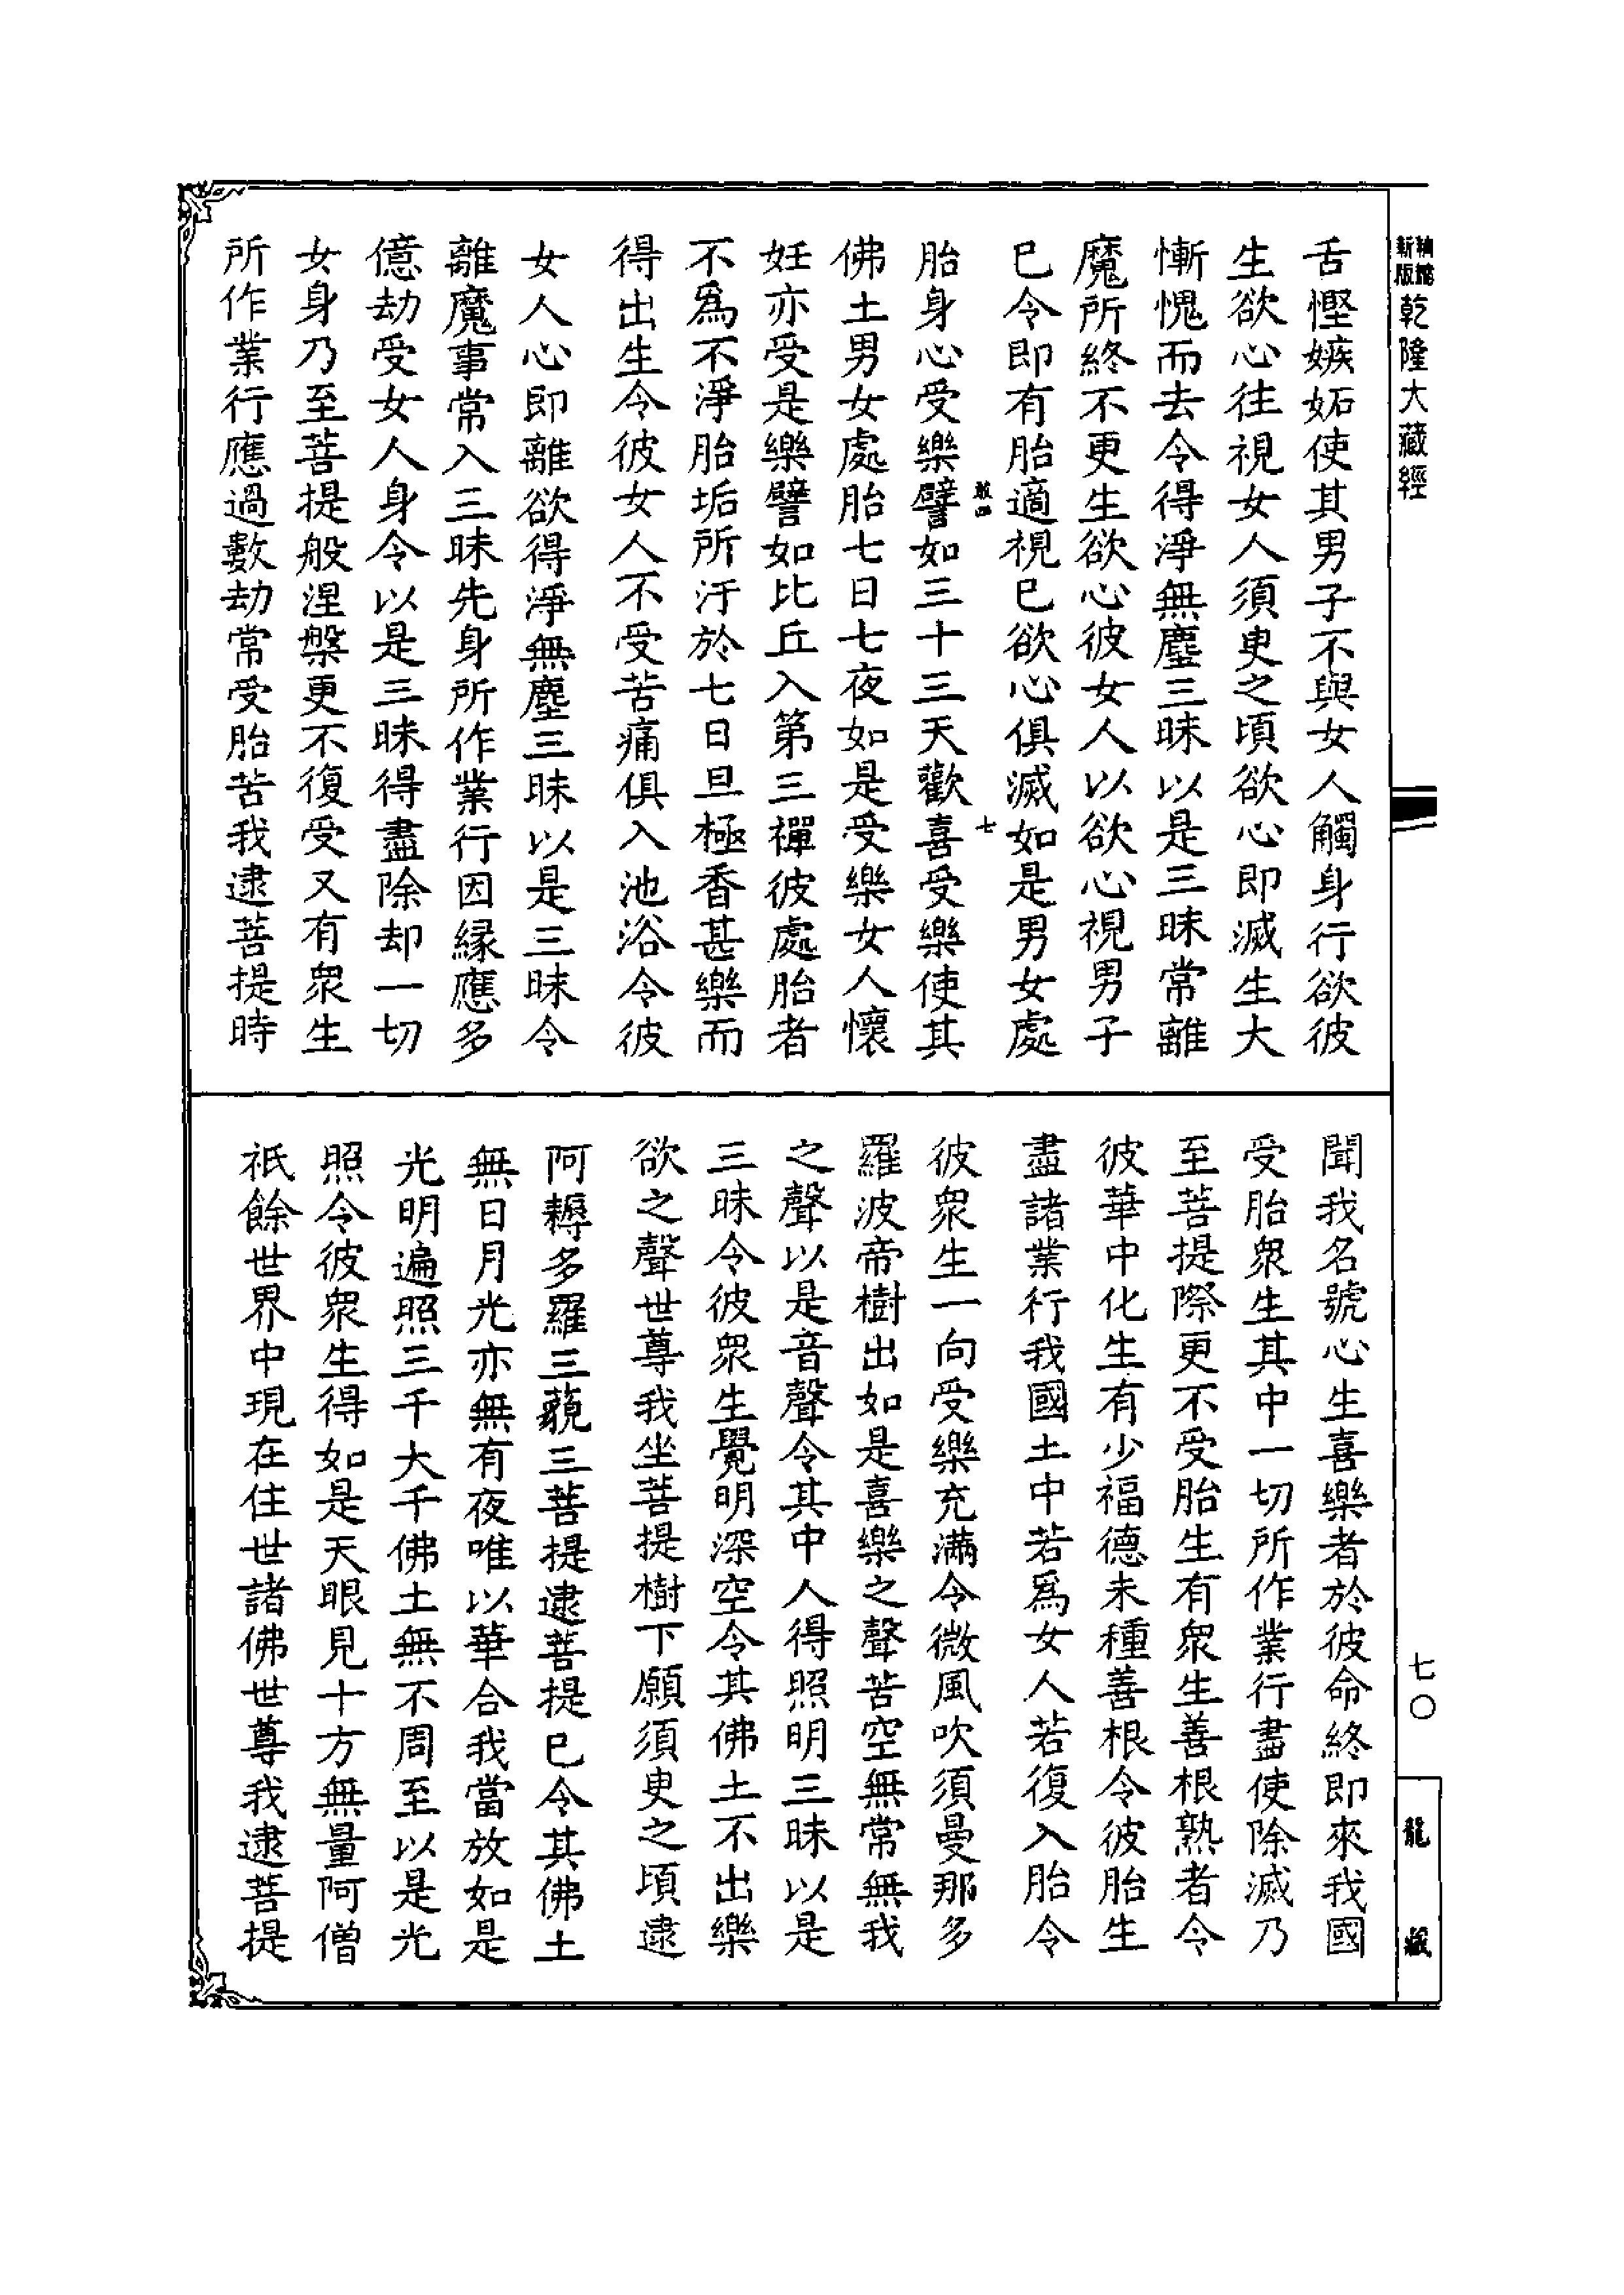 新版
乾隆大藏經
舌慳嫉妬使其男子不與女人觸身行欲彼
生欲心往視女人須臾之頃欲心即滅生大
慚愧而去令得淨無塵三昧以是三昧常離
魔所終不更生欲心彼女人以欲心視男子
已令即有胎適視已欲心俱滅如是男女處
胎身心受樂譬如三十三天歡喜受樂使其
七
佛土男女處胎七日七夜如是受樂女人懷
妊亦受是樂譬如比丘入第三禪彼處胎者
不爲不淨胎垢所汙於七日旦極香甚樂而
得出生令彼女人不受苦痛俱入池浴令彼
女人心即離欲得淨無塵三昧以是三昧令
離魔事常入三昧先身所作業行因緣應多
億劫受女人身令以是三昧得盡除却一切
女身乃至菩提般涅槃更不復受又有衆生
所作業行應過數劫常受胎苦我逮菩提時
聞我名號心生喜樂者於彼命終即來我國
受胎衆生其中一切所作業行盡使除滅乃
至菩提際更不受胎生有衆生善根熟者令
彼華中化生有少福德未種善根令彼胎生
盡諸業行我國土中若爲女人若復入胎令
彼衆生一向受樂充滿令微風吹須曼那多
羅波帝樹出如是喜樂之聲苦空無常無我
之聲以是音聲令其中人得照明三昧以是
三昧令彼衆生覺明深空令其佛土不出樂
欲之聲世尊我坐菩提樹下願須臾之頃逮
阿耨多羅三藐三菩提逮菩提已令其佛土
無日月光亦無有夜唯以華合我當放如是
光明遍照三千大千佛土無不周至以是光
照令彼衆生得如是天眼見十方無量阿僧
祇餘世界中現在住世諸佛世尊我逮菩提
七〇
龍藏